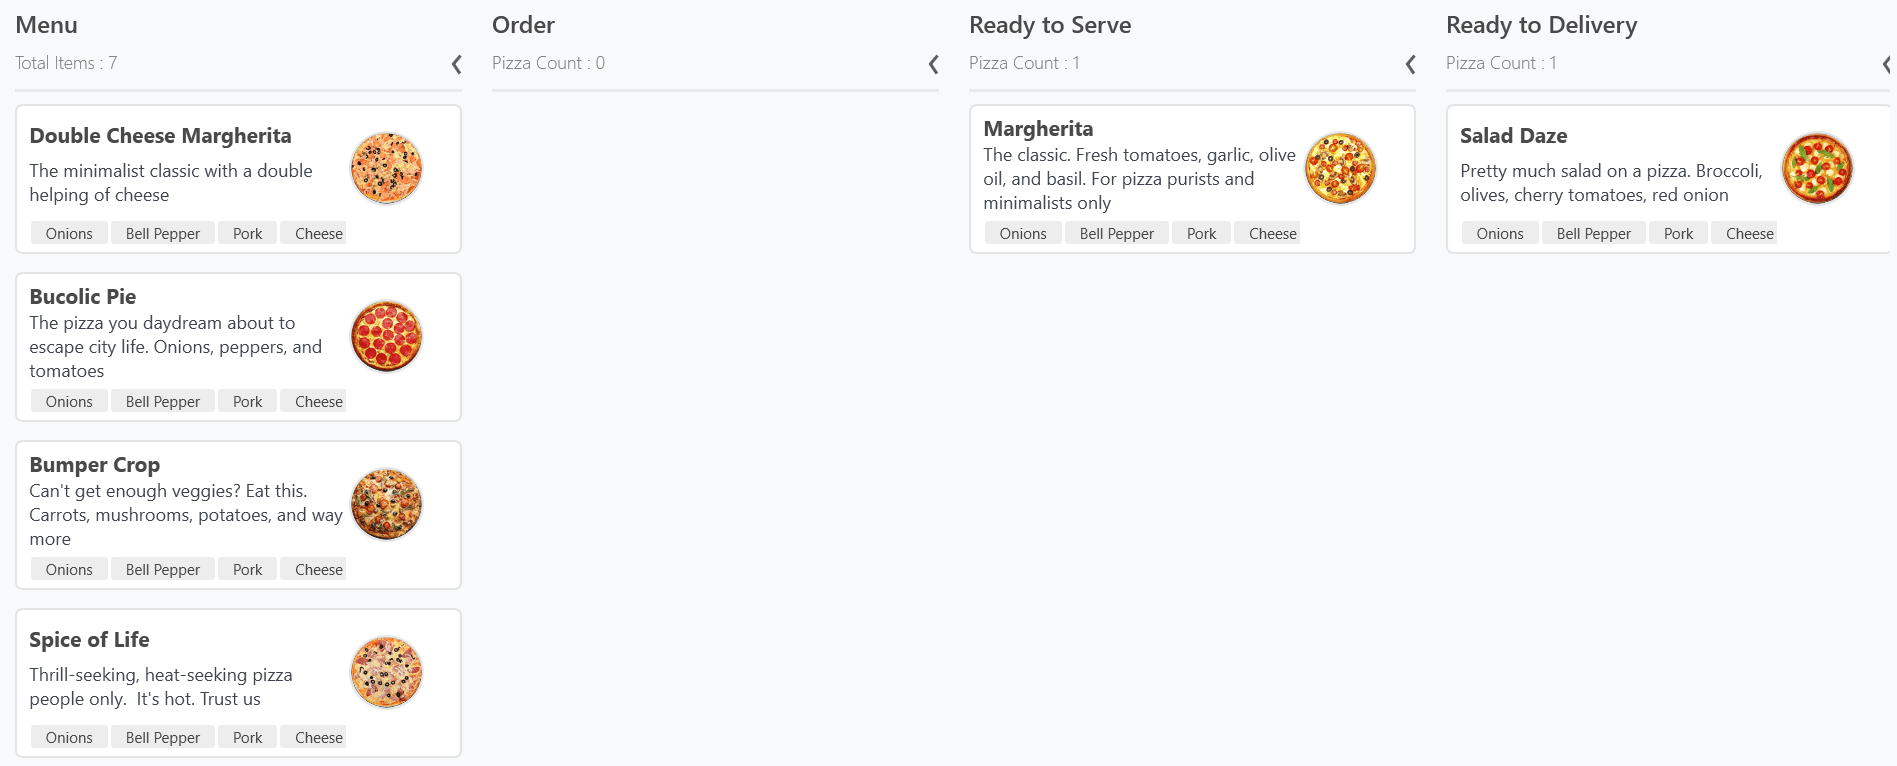 Menu
Total Items : 7
Double Cheese Margherita
The minimalist classic with a double
helping of cheese
Onions Bell Pepper Pork Cheese
Bucolic Pie
The pizza you daydream about to
escape city life. Onions, peppers, and
tomatoes
Onions Bell Pepper Pork Cheese
Bumper Crop
Can't get enough veggies? Eat this.
Carrots, mushrooms, potatoes, and way
more
Onions Bell Pepper Pork Cheese
Spice of Life
Thrill-seeking, heat-seeking pizza
people only.  It's hot. Trust us
Onions Bell Pepper Pork Cheese
Order
Pizza Count : 0
Ready to Serve
Pizza Count : 1
Margherita
The classic. Fresh tomatoes, garlic, olive
oil, and basil. For pizza purists and
minimalists only
Onions Bell Pepper Pork Cheese
Ready to Delivery
Pizza Count : 1
Salad Daze
Pretty much salad on a pizza. Broccoli,
olives, cherry tomatoes, red onion
Onions Bell Pepper Pork Cheese